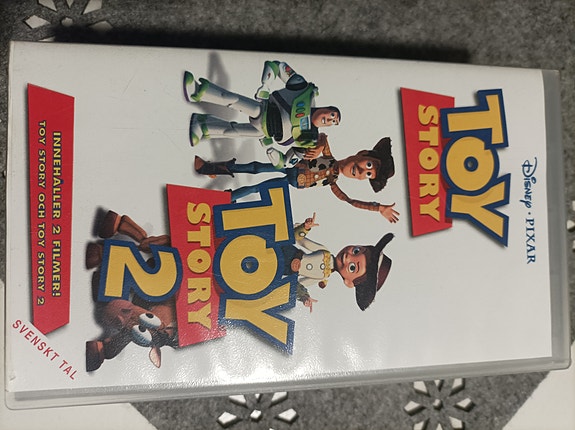 Disney · PIXAR
TOY
STORY
TOY
STORY
2
INNEHALLER 2 FILMER!
TOY STORY OCH TOY STORY 2
SVENSKT TAL